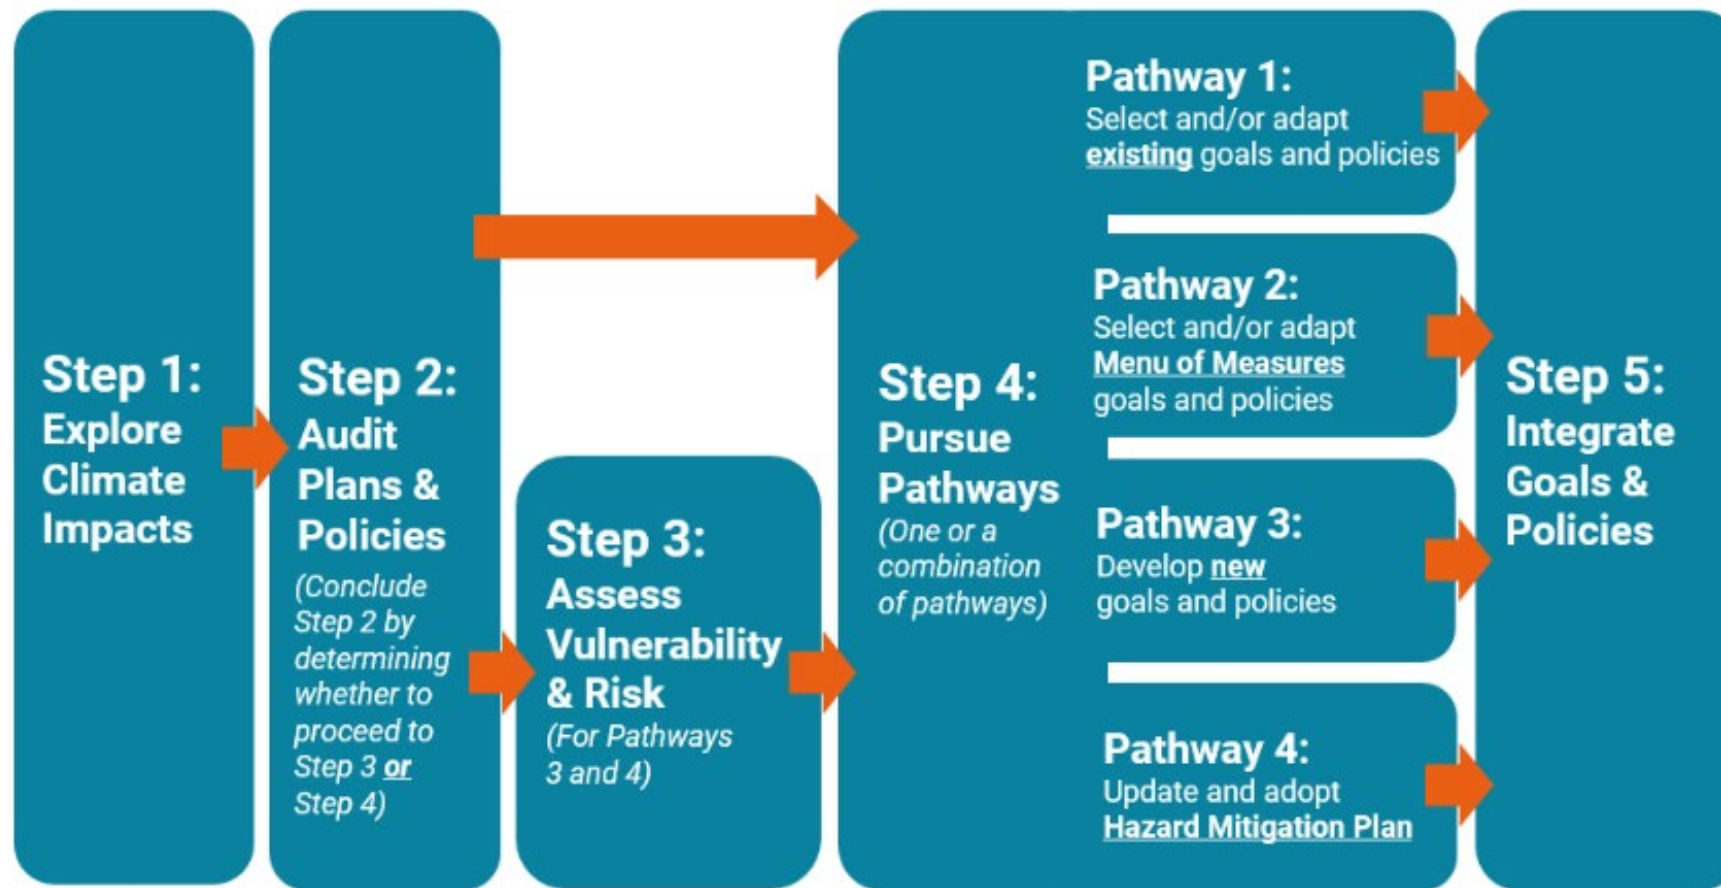 Step 1:
Explore
Climate
Impacts
Step 2:
Audit
Plans &
Policies
(Conclude
Step 2 by
determining
whether to
proceed to
Step 3 or
Step 4)
Step 3:
Assess
Vulnerability
& Risk
(For Pathways
3 and 4)
Step 4:
Pursue
Pathways
(One or a
combination
of pathways)
Pathway 1:
Select and/or adapt
existing goals and policies
Pathway 2:
Select and/or adapt
Menu of Measures
goals and policies
Pathway 3:
Develop new
goals and policies
Pathway 4:
Update and adopt
Hazard Mitigation Plan
Step 5:
Integrate
Goals &
Policies